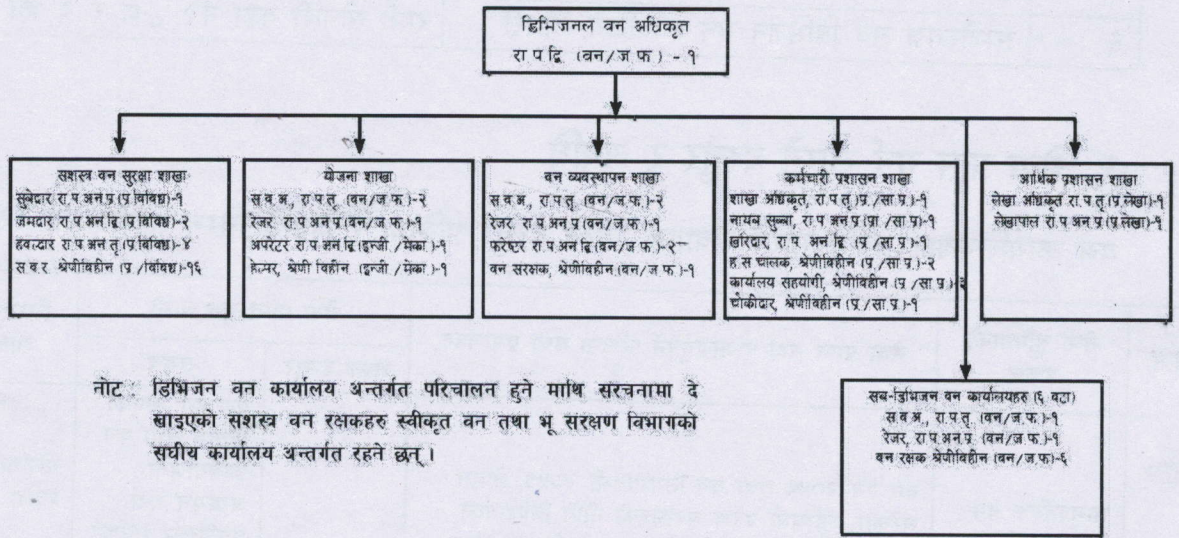 डिभिजनल वन अधिकृत
रा प द्वि (वन/ज फ) - १
सशस्त्र वन सुरक्षा शाखा
सुबेदार रा.प अनं प्र (प्र विविध)-१
जमदार रा.प अनं द्वि (प्र विविध)-२
हवल्दार रा प अनं तृ (प्र विविध)-४
स ब र श्रेणीविहीन (प्र /विविध)-१६
योजना शाखा
स ब अ., रा प तृ (वन/ज फ)-२
रेंजर, रा प अन प्र (वन/ज फ)-१
अपरेटर रा प अनं द्वि (इन्जी /मेका)-१
हेल्पर, श्रेणी विहीन (इन्जी /मेका)-१
वन व्यवस्थापन शाखा
स ब अ., रा प तृ (वन/ज फ)-२
रेंजर रा प अन प्र (वन/ज फ)-१
फरेष्टर रा प अनं द्वि (वन/ज फ)-२
वन संरक्षक, श्रेणीविहीन (वन/ज फ)-१
कर्मचारी प्रशासन शाखा
शाखा अधिकृत, रा प तृ (प्र /सा प्र)-१
नायब सुब्बा, रा प अनं प्र (प्रा /सा प्र)-१
खरिदार, रा प अनं द्वि (प्र /सा प्र)-१
ह स चालक, श्रेणीविहीन (प्र /सा प्र)-२
कार्यालय सहयोगी, श्रेणीविहीन (प्र /सा प्र)-३
चौकीदार, श्रेणीविहीन (प्र /सा प्र)-१
आर्थिक प्रशासन शाखा
लेखा अधिकृत रा प तृ (प्र लेखा)-१
लेखापाल रा प अन प्र (प्र लेखा)-१
सब-डिभिजन वन कार्यालयहरु (६ वटा)
स ब अ., रा प तृ (वन/ज फ)-१
रेंजर, रा प अन प्र (वन/ज फ)-१
वन रक्षक श्रेणीविहीन (वन/ज फ)-६
नोट डिभिजन वन कार्यालय अन्तर्गत परिचालन हुने माथि संरचनामा दे
खाइएको सशस्त्र वन रक्षकहरु स्वीकृत वन तथा भू संरक्षण विभागको
संघीय कार्यालय अन्तर्गत रहने छन् ।